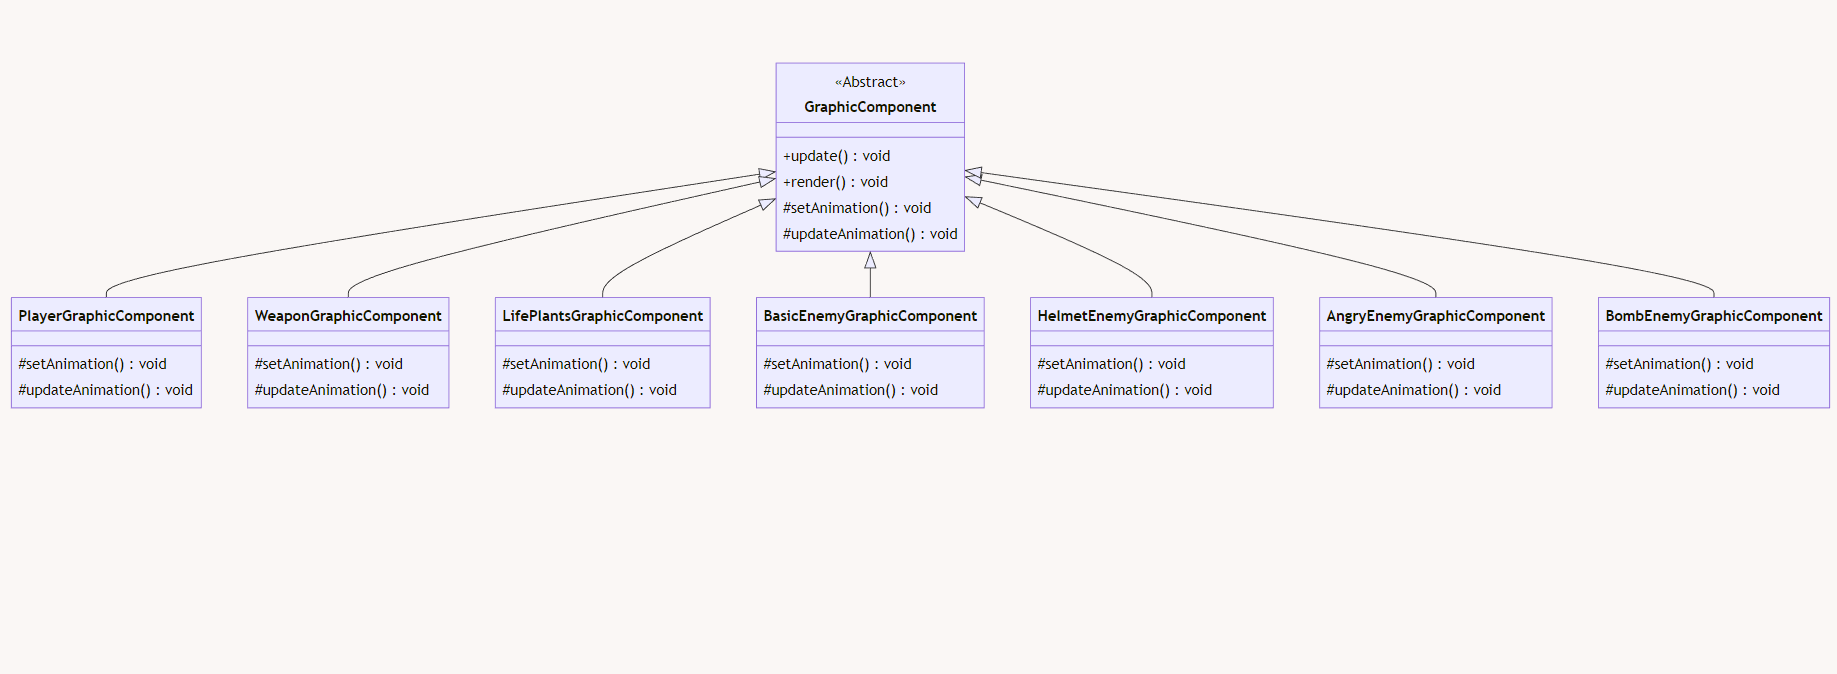 «Abstract»
GraphicComponent
+update() : void
+render() : void
#setAnimation() : void
#updateAnimation() : void
PlayerGraphicComponent
#setAnimation() : void
#updateAnimation() : void
WeaponGraphicComponent
#setAnimation() : void
#updateAnimation() : void
LifePlantsGraphicComponent
#setAnimation() : void
#updateAnimation() : void
BasicEnemyGraphicComponent
#setAnimation() : void
#updateAnimation() : void
HelmetEnemyGraphicComponent
#setAnimation() : void
#updateAnimation() : void
AngryEnemyGraphicComponent
#setAnimation() : void
#updateAnimation() : void
BombEnemyGraphicComponent
#setAnimation() : void
#updateAnimation() : void